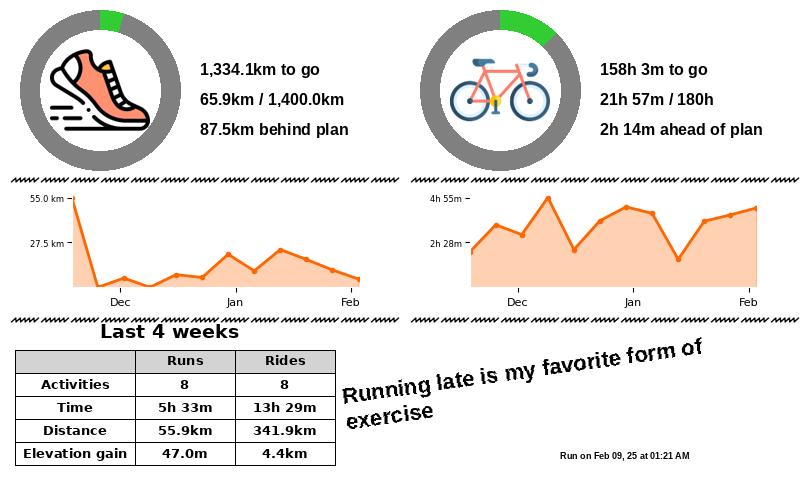 1,334.1km to go
65.9km / 1,400.0km
87.5km behind plan
158h 3m to go
21h 57m / 180h
2h 14m ahead of plan
55.0 km
27.5 km
Dec Jan Feb
4h 55m
2h 28m
Dec Jan Feb
Last 4 weeks
Runs Rides
Activities 8 8
Time 5h 33m 13h 29m
Distance 55.9km 341.9km
Elevation gain 47.0m 4.4km
Running late is my favorite form of
exercise
Run on Feb 09, 25 at 01:21 AM